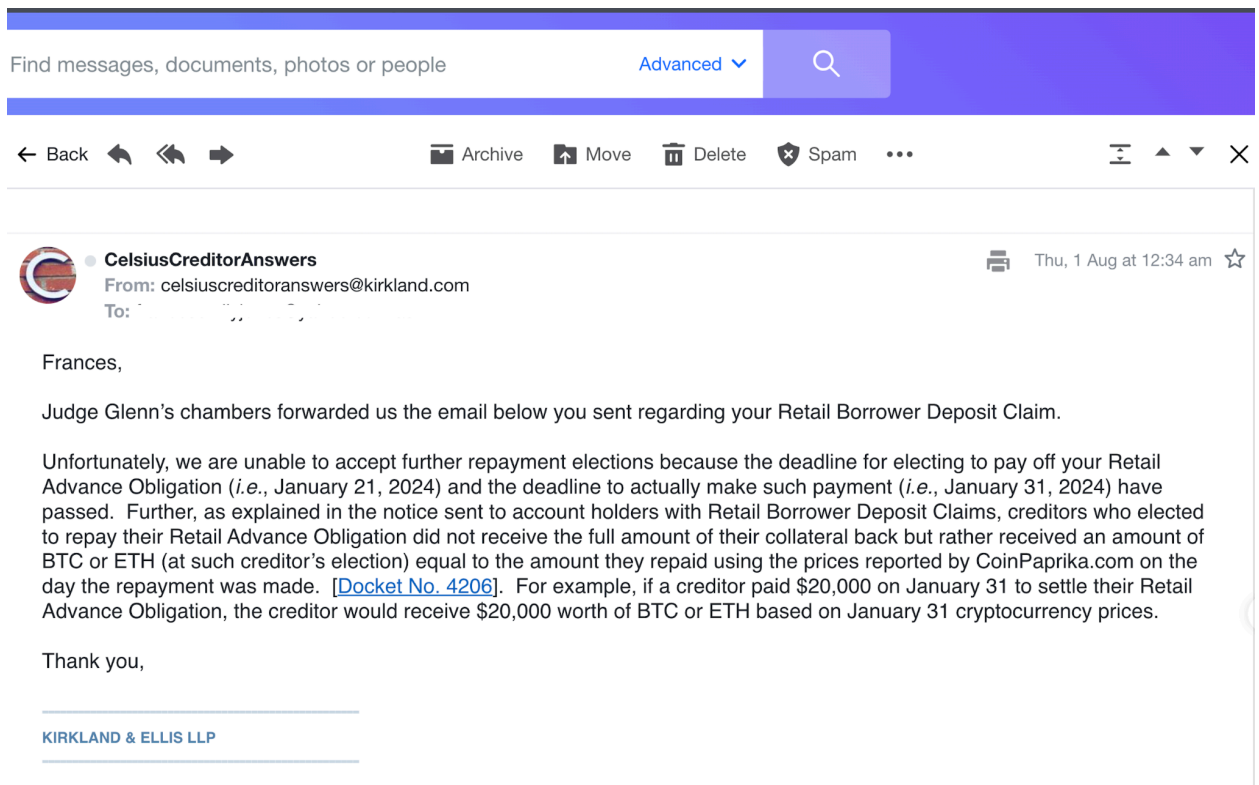 Find messages, documents, photos or people
Advanced
Back
Archive
Move
Delete
Spam
CelsiusCreditorAnswers
Thu, 1 Aug at 12:34 am
From: celsiuscreditoranswers@kirkland.com
To:
Frances,
Judge Glenn's chambers forwarded us the email below you sent regarding your Retail Borrower Deposit Claim.
Unfortunately, we are unable to accept further repayment elections because the deadline for electing to pay off your Retail
Advance Obligation (i.e., January 21, 2024) and the deadline to actually make such payment (i.e., January 31, 2024) have
passed.  Further, as explained in the notice sent to account holders with Retail Borrower Deposit Claims, creditors who elected
to repay their Retail Advance Obligation did not receive the full amount of their collateral back but rather received an amount of
BTC or ETH (at such creditor's election) equal to the amount they repaid using the prices reported by CoinPaprika.com on the
day the repayment was made.  [Docket No. 4206].  For example, if a creditor paid $20,000 on January 31 to settle their Retail
Advance Obligation, the creditor would receive $20,000 worth of BTC or ETH based on January 31 cryptocurrency prices.
Thank you,
KIRKLAND & ELLIS LLP